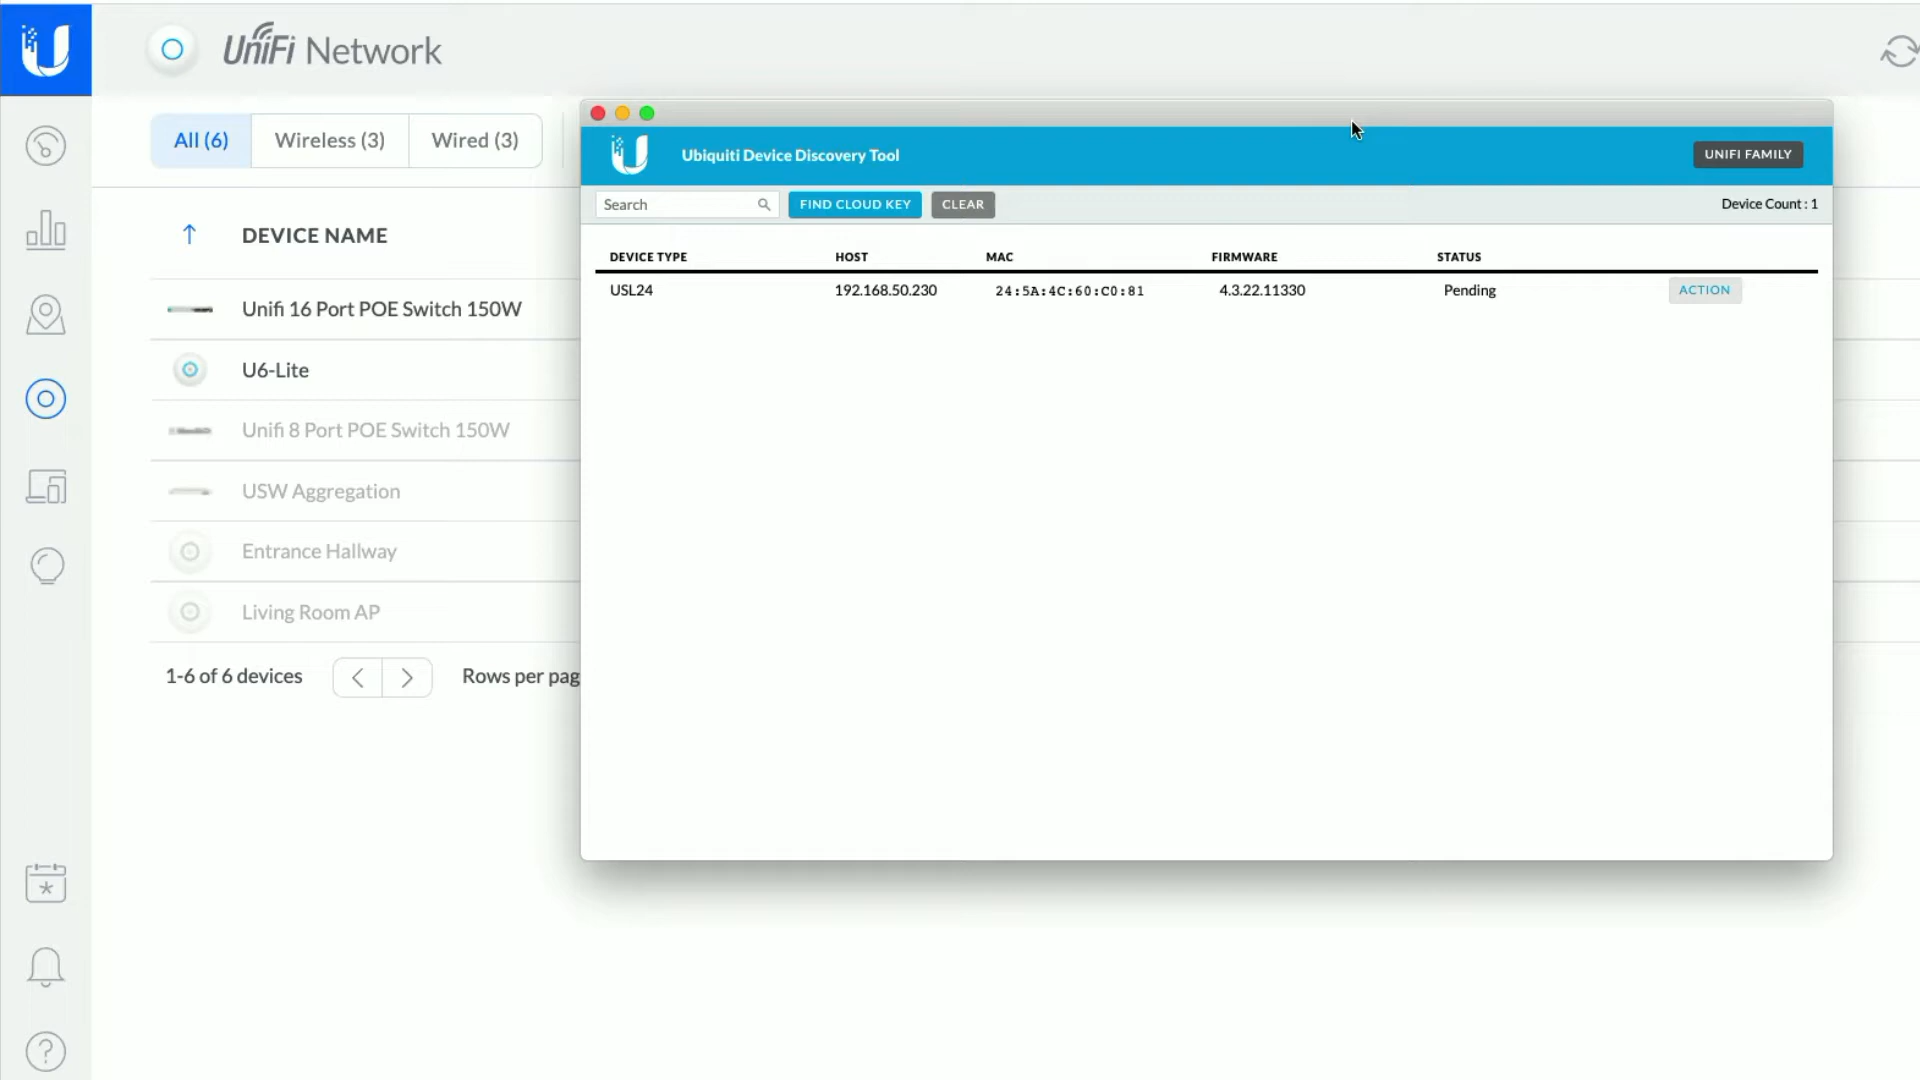 UniFi Network
All (6)
Wireless (3)
Wired (3)
DEVICE NAME
Unifi 16 Port POE Switch 150W
U6-Lite
Unifi 8 Port POE Switch 150W
USW Aggregation
Entrance Hallway
Living Room AP
1-6 of 6 devices
Rows per pag
Ubiquiti Device Discovery Tool
UNIFI FAMILY
Search
FIND CLOUD KEY
CLEAR
Device Count : 1
DEVICE TYPE HOST MAC FIRMWARE STATUS
USL24 192.168.50.230 24:5A:4C:60:C0:81 4.3.22.11330 Pending ACTION